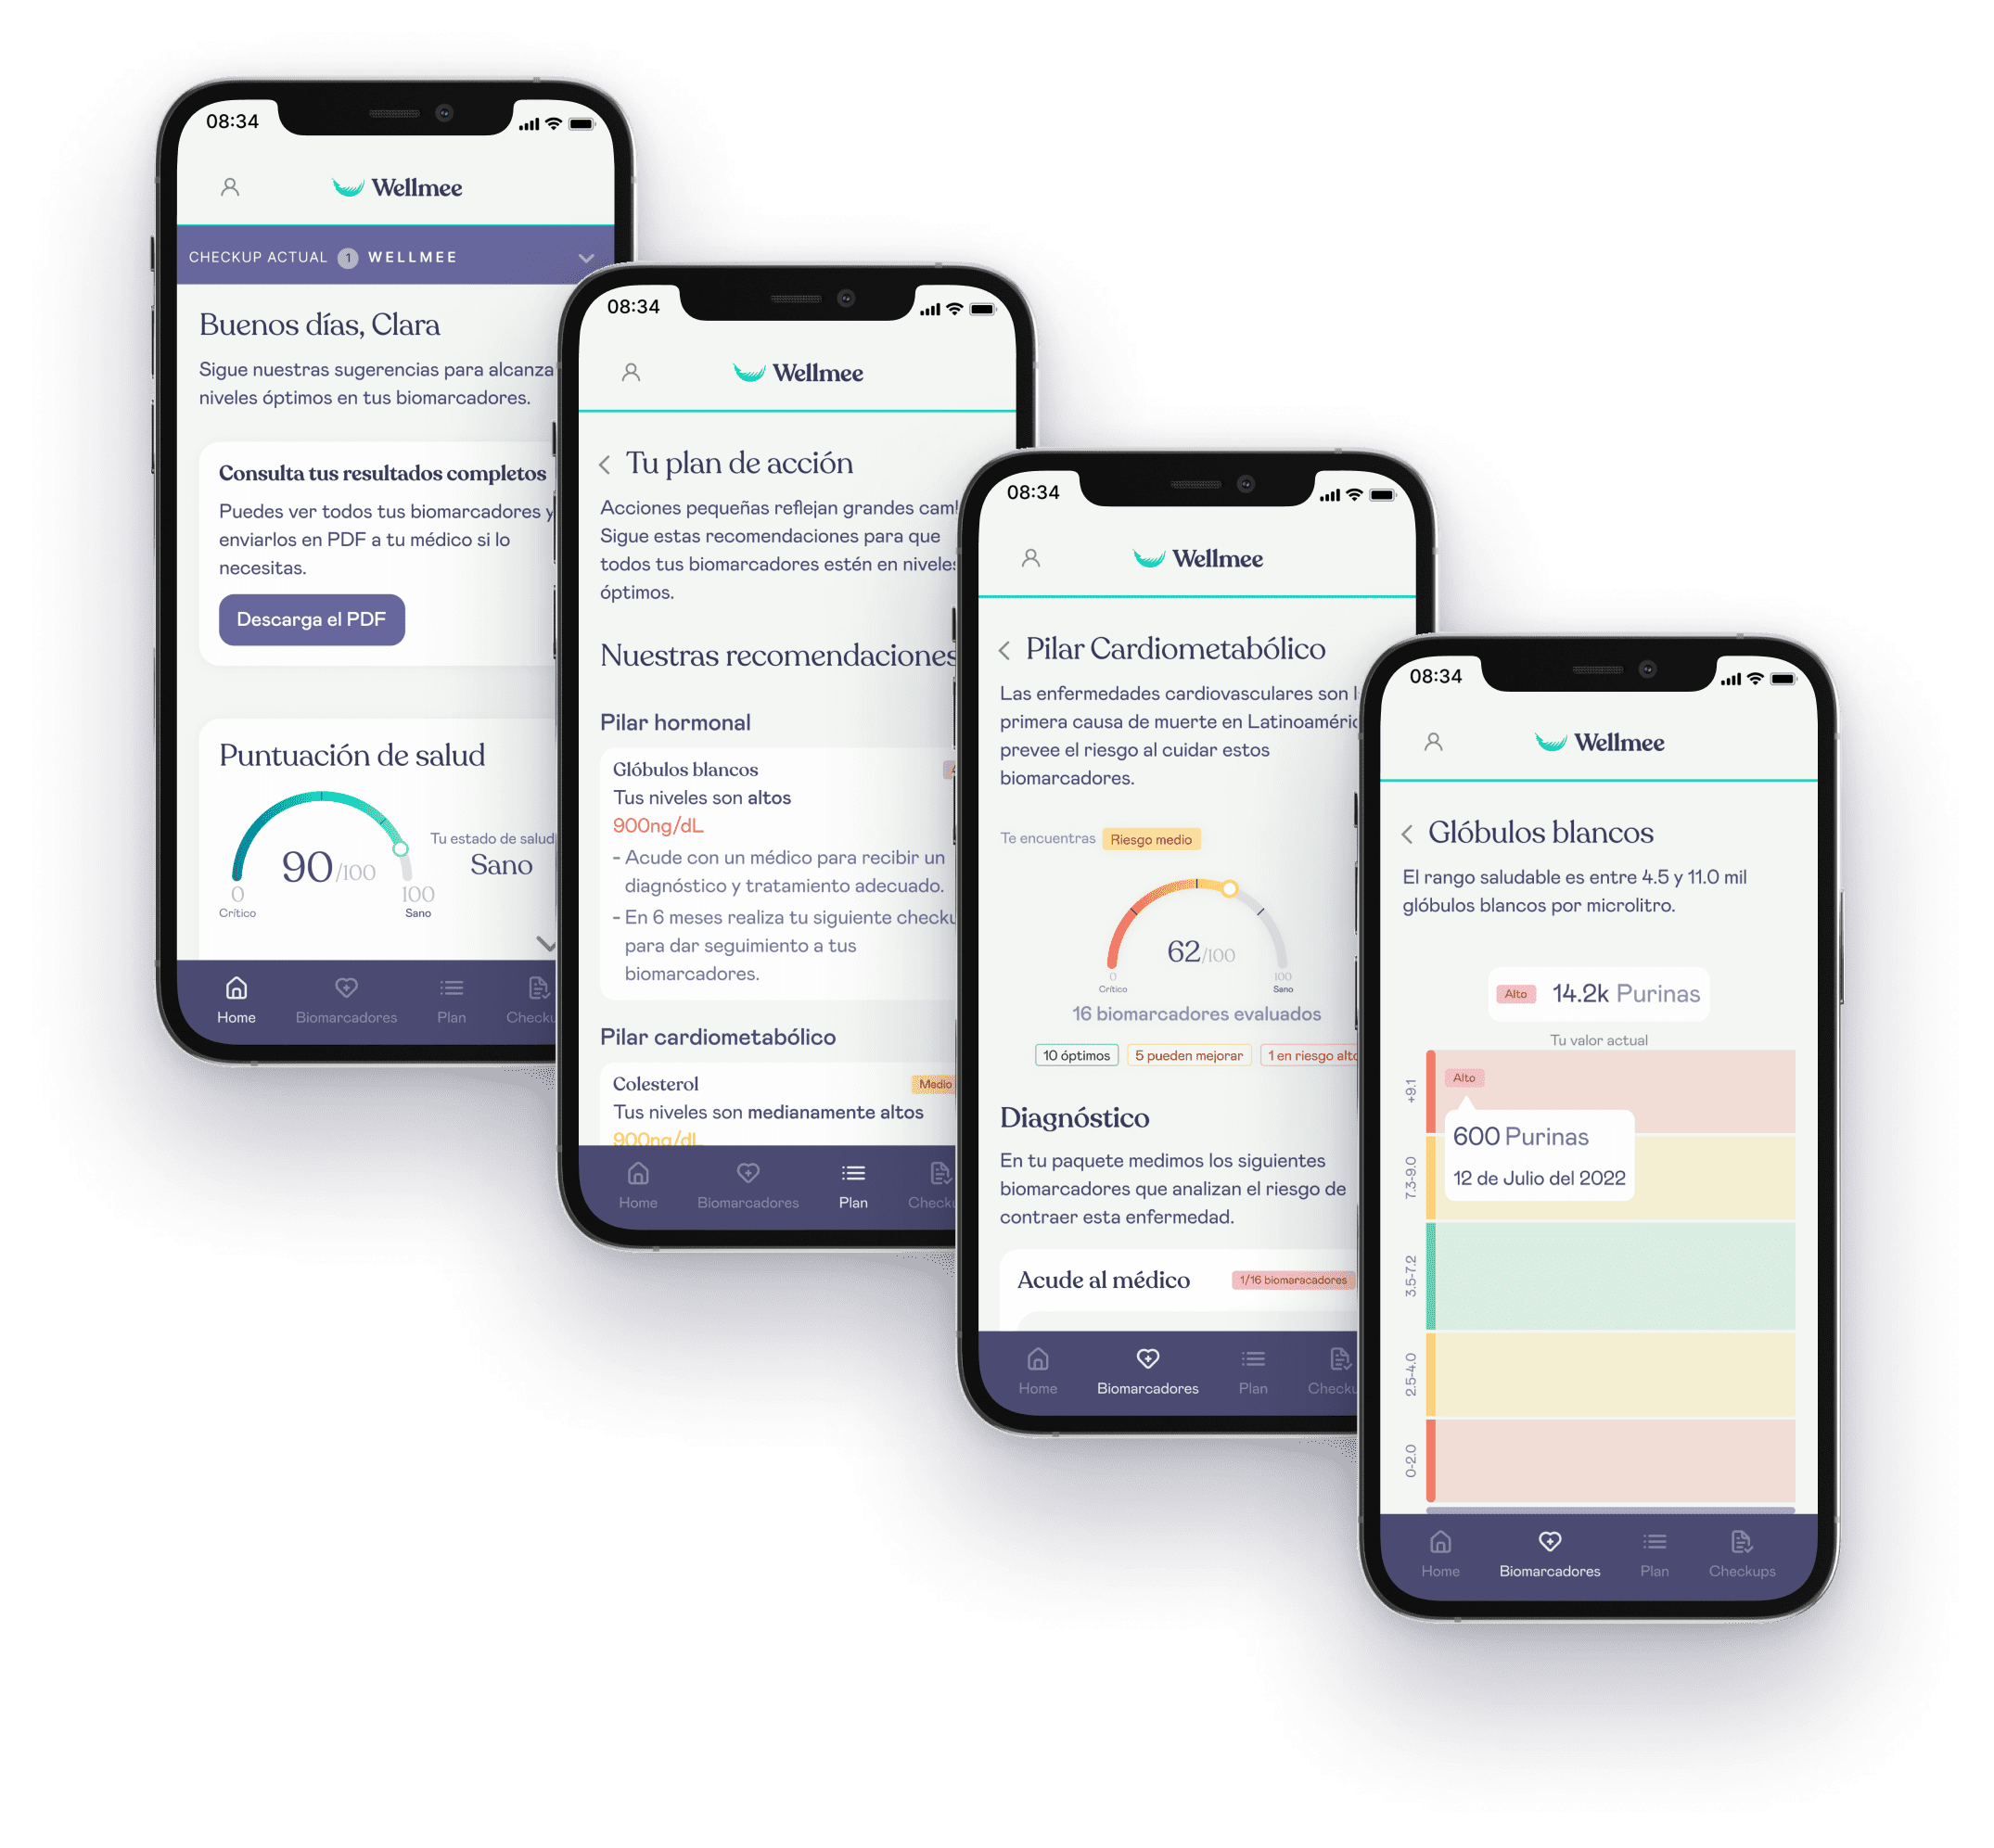 08:34
Wellmee
CHECKUP ACTUAL 1 WELLMEE
Buenos días, Clara
Sigue nuestras sugerencias para alcanza
niveles óptimos en tus biomarcadores.
Consulta tus resultados completos
Puedes ver todos tus biomarcadores y
enviarlos en PDF a tu médico si lo
necesitas.
Descarga el PDF
Puntuación de salud
90/100
Tu estado de salud
Sano
0
Crítico
100
Sano
Home
Biomarcadores
Plan
Checku
08:34
Wellmee
Tu plan de acción
Acciones pequeñas reflejan grandes cam
Sigue estas recomendaciones para que
todos tus biomarcadores estén en niveles
óptimos.
Nuestras recomendaciones
Pilar hormonal
Glóbulos blancos
Tus niveles son altos
900ng/dL
- Acude con un médico para recibir un
diagnóstico y tratamiento adecuado.
- En 6 meses realiza tu siguiente checku
para dar seguimiento a tus
biomarcadores.
Pilar cardiometabólico
Colesterol
Medio
Tus niveles son medianamente altos
900ng/dL
Home
Biomarcadores
Plan
Checku
08:34
Wellmee
Pilar Cardiometabólico
Las enfermedades cardiovasculares son l
primera causa de muerte en Latinoaméric
prevee el riesgo al cuidar estos
biomarcadores.
Te encuentras Riesgo medio
62/100
0
Crítico
100
Sano
16 biomarcadores evaluados
10 óptimos
5 pueden mejorar
1 en riesgo alto
Diagnóstico
En tu paquete medimos los siguientes
biomarcadores que analizan el riesgo de
contraer esta enfermedad.
Acude al médico
1/16 biomaracadores
Home
Biomarcadores
Plan
Checku
08:34
Wellmee
Glóbulos blancos
El rango saludable es entre 4.5 y 11.0 mil
glóbulos blancos por microlitro.
Alto 14.2k Purinas
Tu valor actual
+9.1
Alto
600 Purinas
12 de Julio del 2022
7.3-9.0
3.5-7.2
2.5-4.0
0-2.0
Home
Biomarcadores
Plan
Checkups